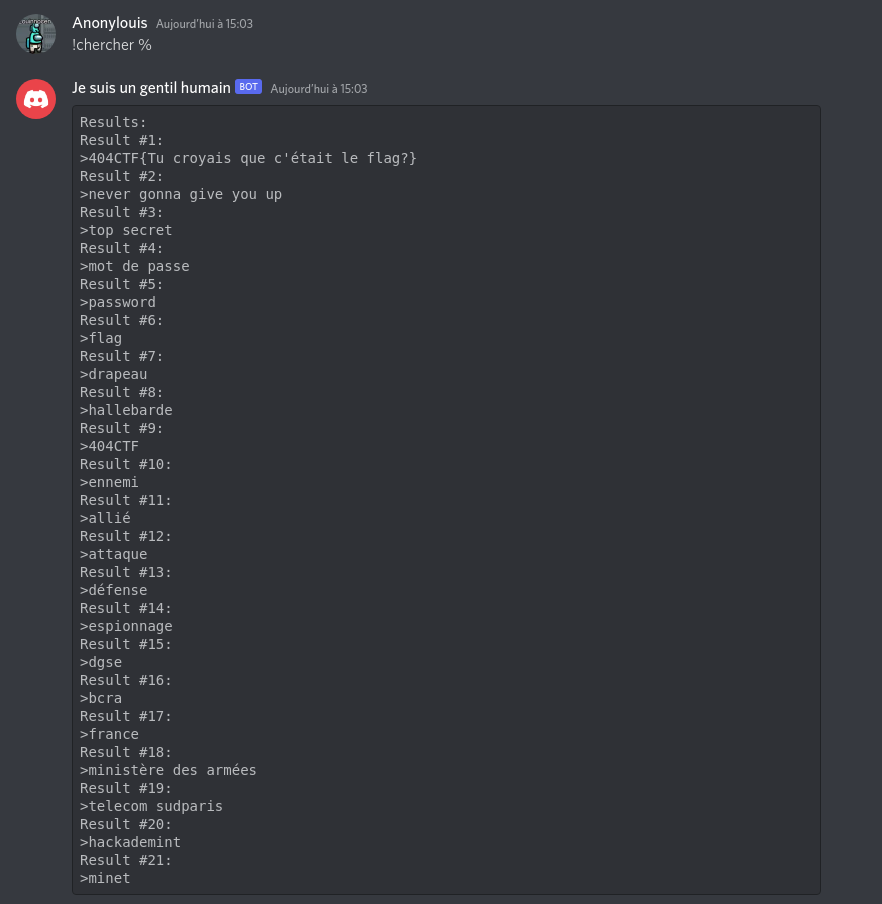 Anonylouis Aujourd'hui à 15:03
!chercher %
Je suis un gentil humain BOT Aujourd'hui à 15:03
Results:
Result #1:
>404CTF{Tu croyais que c'était le flag?}
Result #2:
>never gonna give you up
Result #3:
>top secret
Result #4:
>mot de passe
Result #5:
>password
Result #6:
>flag
Result #7:
>drapeau
Result #8:
>hallebarde
Result #9:
>404CTF
Result #10:
>ennemi
Result #11:
>allié
Result #12:
>attaque
Result #13:
>défense
Result #14:
>espionnage
Result #15:
>dgse
Result #16:
>bcra
Result #17:
>france
Result #18:
>ministère des armées
Result #19:
>telecom sudparis
Result #20:
>hackademint
Result #21:
>minet